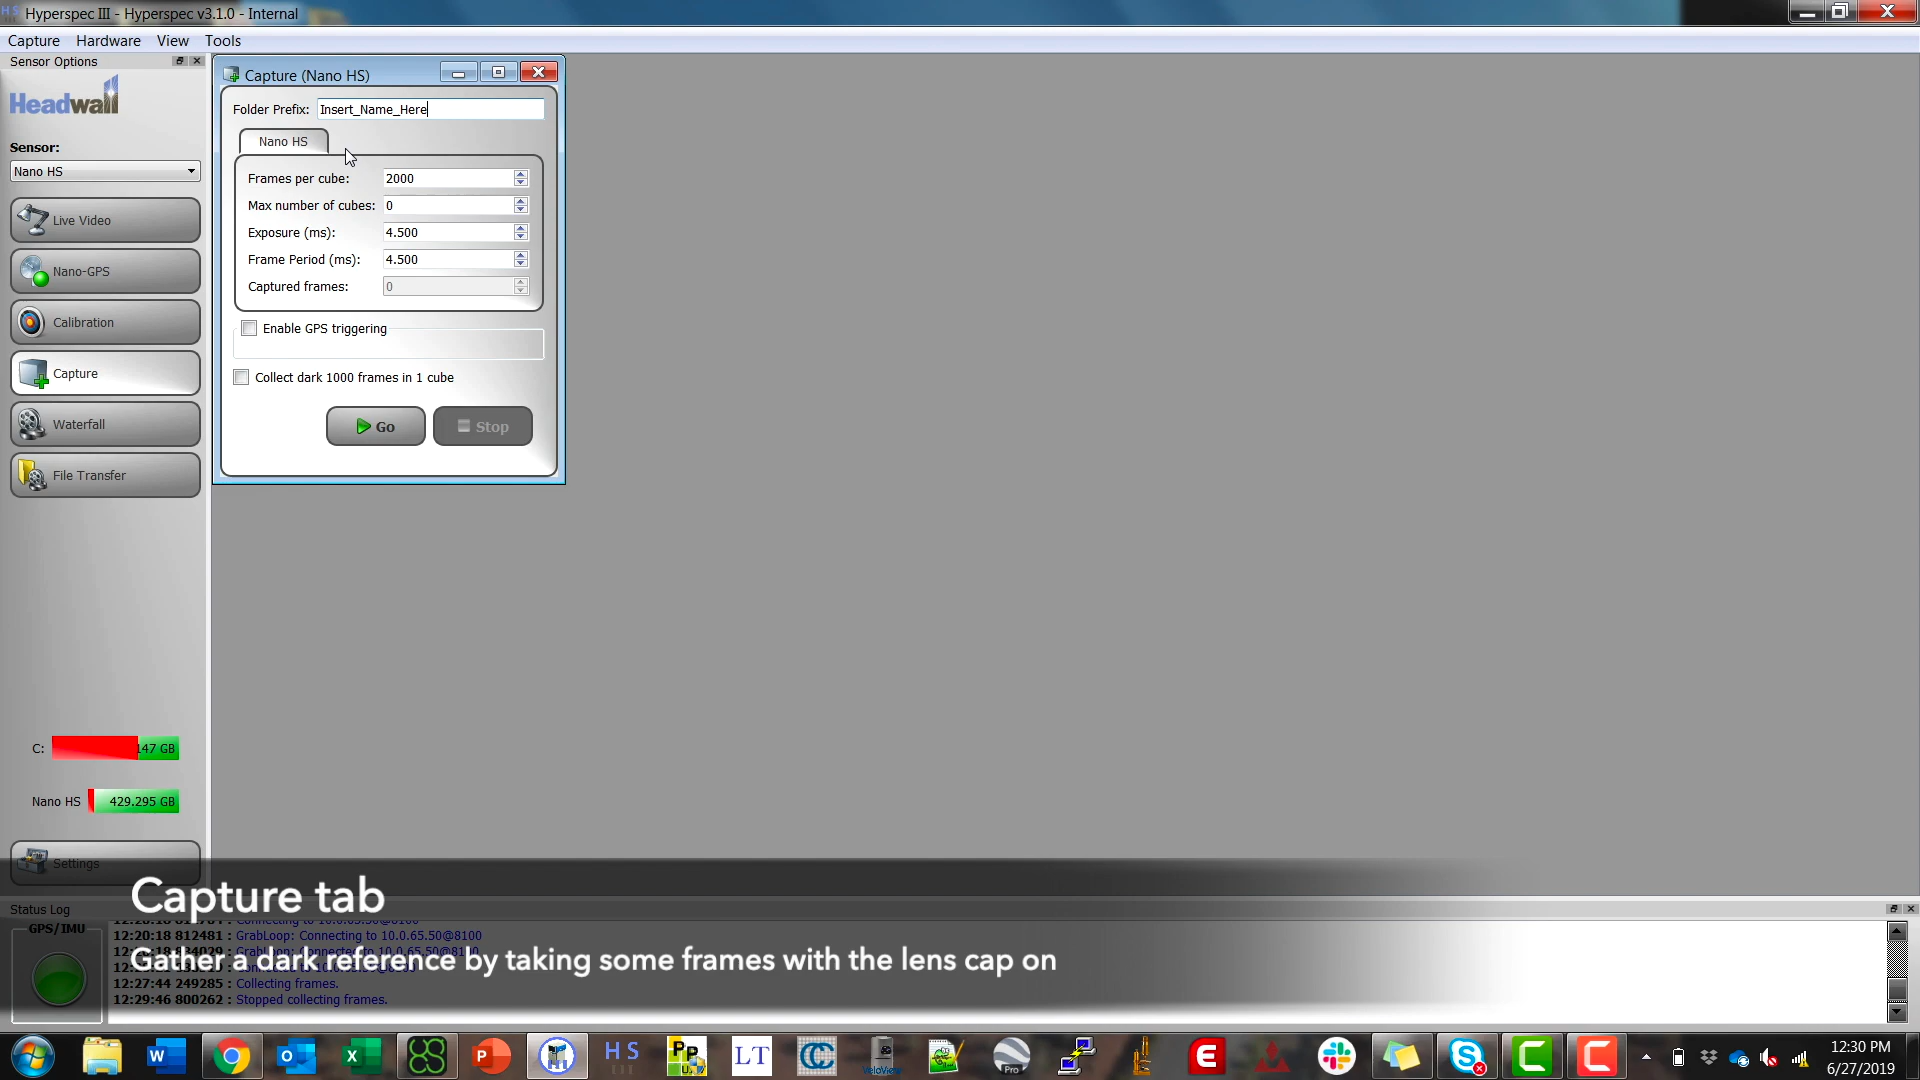 Hyperspec III - Hyperspec v3.1.0 - Internal
Capture Hardware View Tools
Sensor Options
Headwall
Sensor:
Nano HS
Live Video
Nano-GPS
Calibration
Capture
Waterfall
File Transfer
C: 147 GB
Nano HS 429.295 GB
Settings
Capture (Nano HS)
Folder Prefix: Insert_Name_Here
Nano HS
Frames per cube: 2000
Max number of cubes: 0
Exposure (ms): 4.500
Frame Period (ms): 4.500
Captured frames: 0
Enable GPS triggering
Collect dark 1000 frames in 1 cube
Go Stop
Capture tab
Gather a dark reference by taking some frames with the lens cap on
Status Log
GPS/IMU
12:20:18 812481 : GrabLoop: Connecting to 10.0.65.50@8100
12:27:44 249285 : Collecting frames.
12:29:46 800262 : Stopped collecting frames.
H S
LT
Pro
12:30 PM
6/27/2019